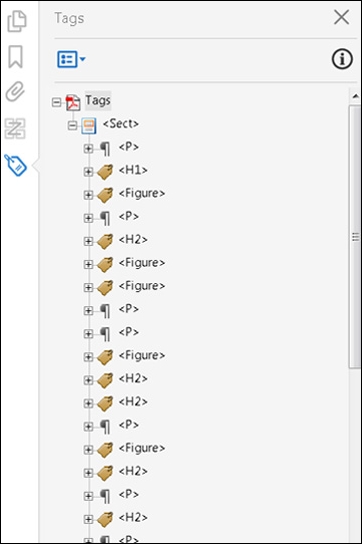 Tags
Tags
<Sect>
<P>
<H1>
<Figure>
<P>
<H2>
<Figure>
<Figure>
<P>
<P>
<Figure>
<H2>
<H2>
<P>
<Figure>
<H2>
<P>
<H2>
<P>